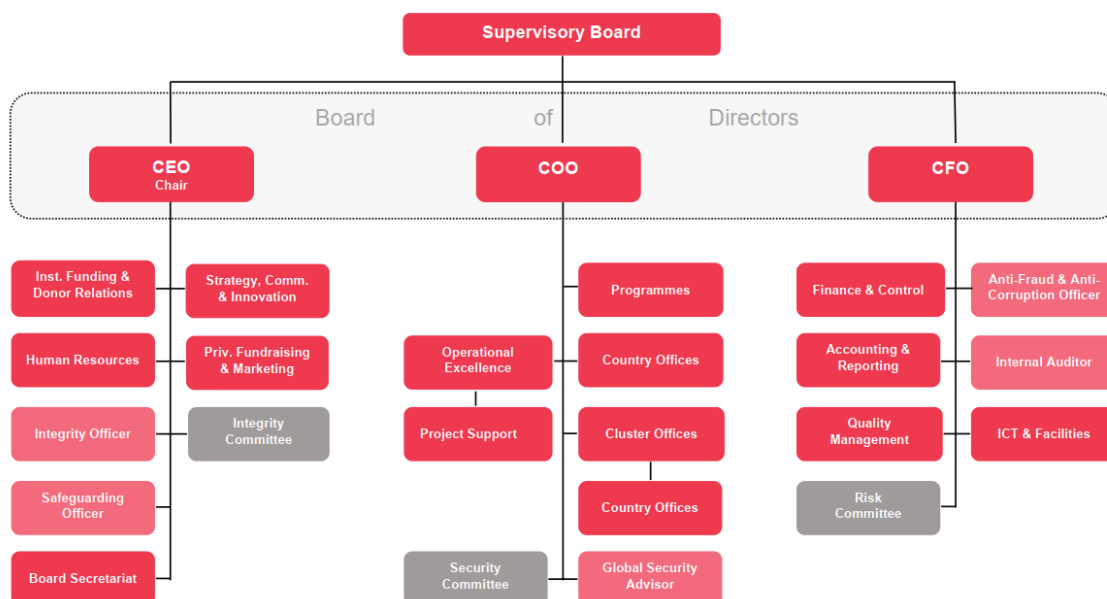 Supervisory Board
Board of Directors
CEO
Chair
COO
CFO
Inst. Funding &
Donor Relations
Strategy, Comm.
& Innovation
Programmes
Finance & Control
Anti-Fraud & Anti-
Corruption Officer
Human Resources
Priv. Fundraising
& Marketing
Operational
Excellence
Country Offices
Accounting &
Reporting
Internal Auditor
Integrity Officer
Integrity
Committee
Project Support
Cluster Offices
Quality
Management
ICT & Facilities
Safeguarding
Officer
Country Offices
Risk
Committee
Board Secretariat
Security
Committee
Global Security
Advisor